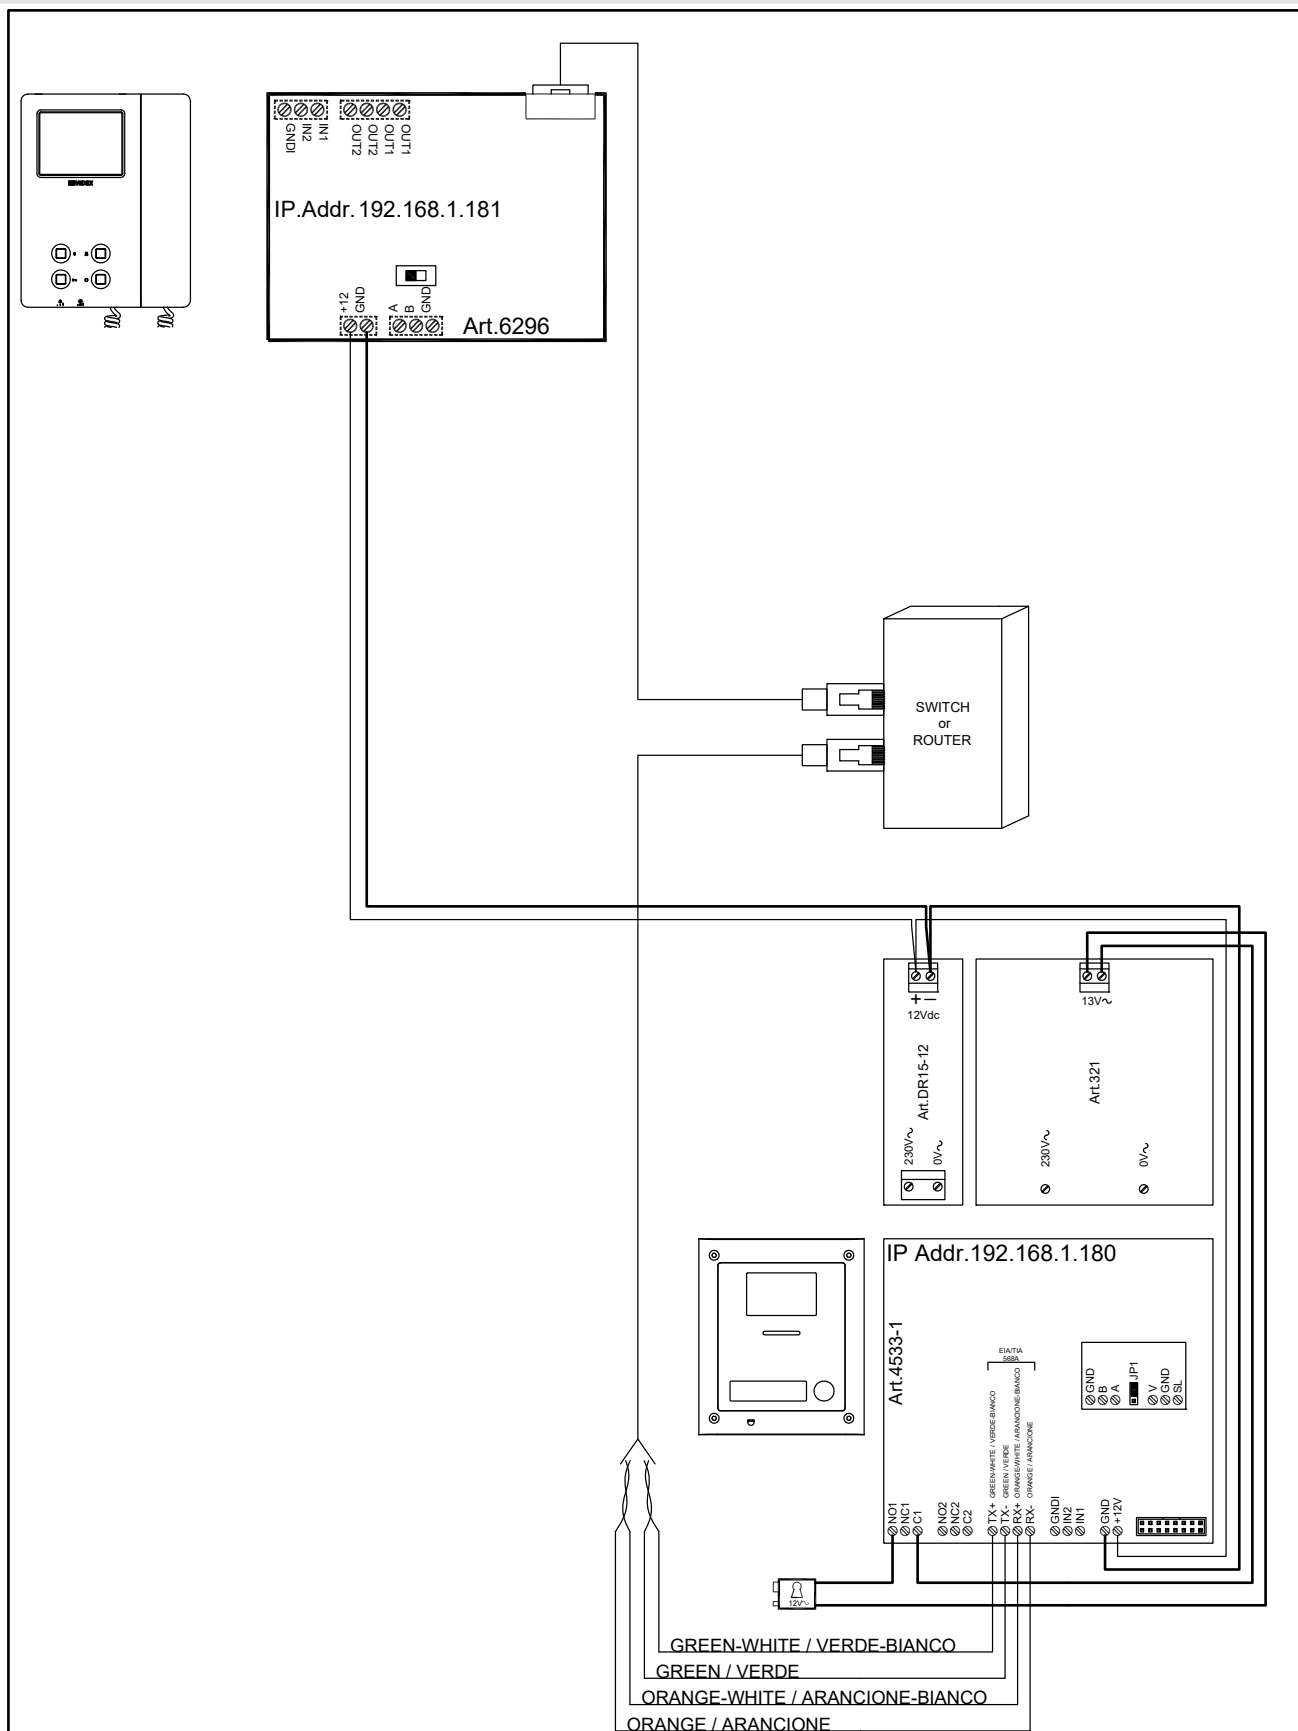 GNDI
IN2
IN1
OUT2
OUT2
OUT1
OUT1
IP.Addr. 192.168.1.181
+12
GND
A
B
GND
Art.6296
VIDEX
SWITCH
or
ROUTER
+ −
12Vdc
Art.DR15-12
230V~
0V~
13V~
Art.321
230V~
0V~
IP Addr.192.168.1.180
Art.4533-1
EIA/TIA
568A
GREEN-WHITE / VERDE-BIANCO
GREEN / VERDE
ORANGE-WHITE / ARANCIONE-BIANCO
ORANGE / ARANCIONE
GND
B
A
JP1
V
GND
SL
NO1
NC1
C1
NO2
NC2
C2
TX+
TX-
RX+
RX-
GNDI
IN2
IN1
GND
+12V
12V~
GREEN-WHITE / VERDE-BIANCO
GREEN / VERDE
ORANGE-WHITE / ARANCIONE-BIANCO
ORANGE / ARANCIONE